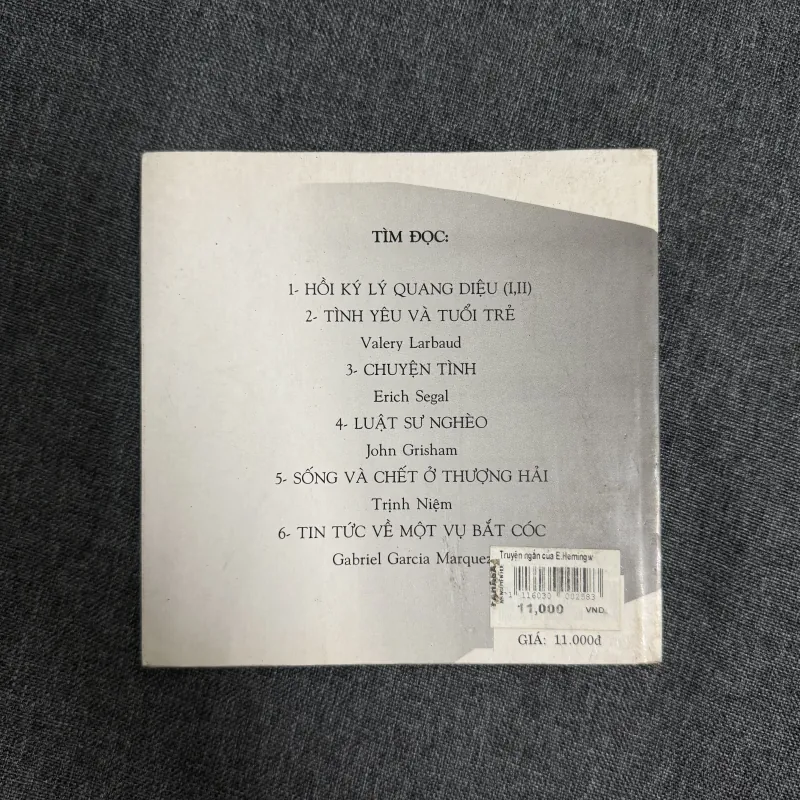 TÌM ĐỌC:
1- HỒI KÝ LÝ QUANG DIỆU (I,II)
2- TÌNH YÊU VÀ TUỔI TRẺ
Valery Larbaud
3- CHUYỆN TÌNH
Erich Segal
4- LUẬT SƯ NGHÈO
John Grisham
5- SỐNG VÀ CHẾT Ở THƯỢNG HẢI
Trịnh Niệm
6- TIN TỨC VỀ MỘT VỤ BẮT CÓC
Gabriel Garcia Marquez
Truyện ngắn của E.Hemingw
116030 002583
11,000 VND
GIÁ: 11.000đ